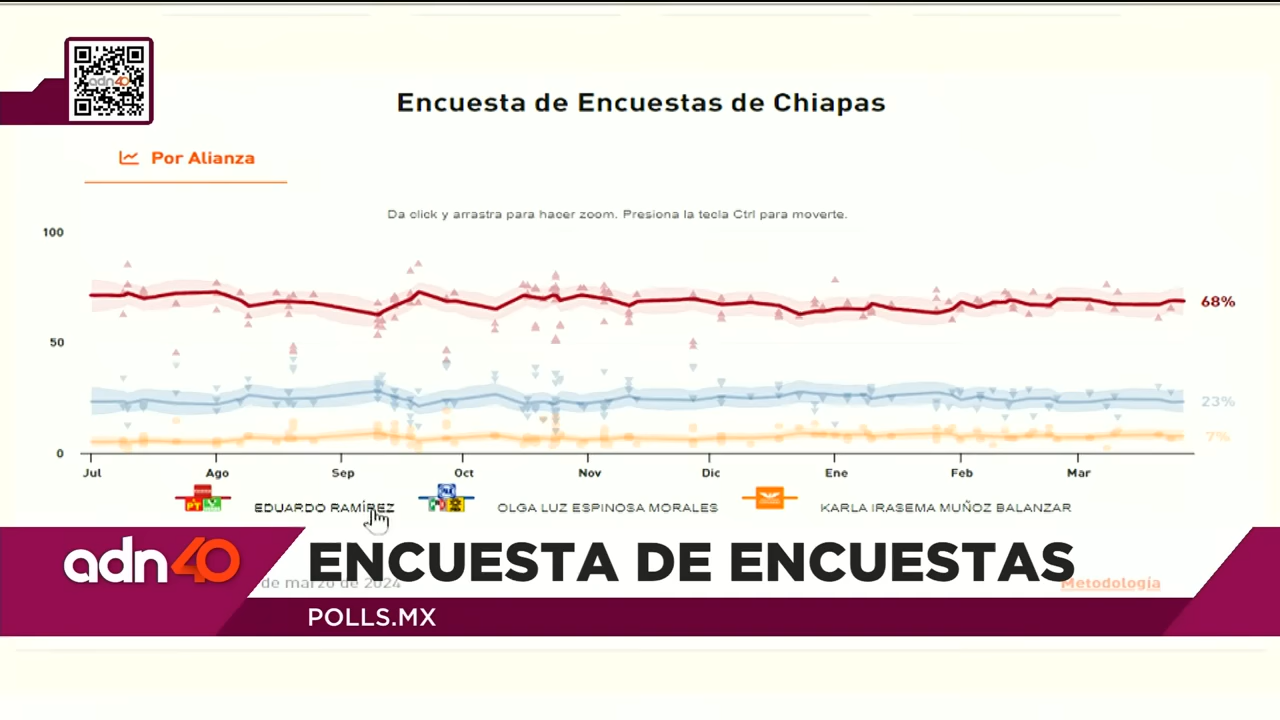 adn40
Encuesta de Encuestas de Chiapas
Por Alianza
Da click y arrastra para hacer zoom. Presiona la tecla Ctrl para moverte.
100
50
0
68%
23%
7%
Jul Ago Sep Oct Nov Dic Ene Feb Mar
PT
EDUARDO RAMÍREZ
OLGA LUZ ESPINOSA MORALES
KARLA IRASEMA MUÑOZ BALANZAR
adn40
ENCUESTA DE ENCUESTAS
de marzo de 2024
Metodología
POLLS.MX